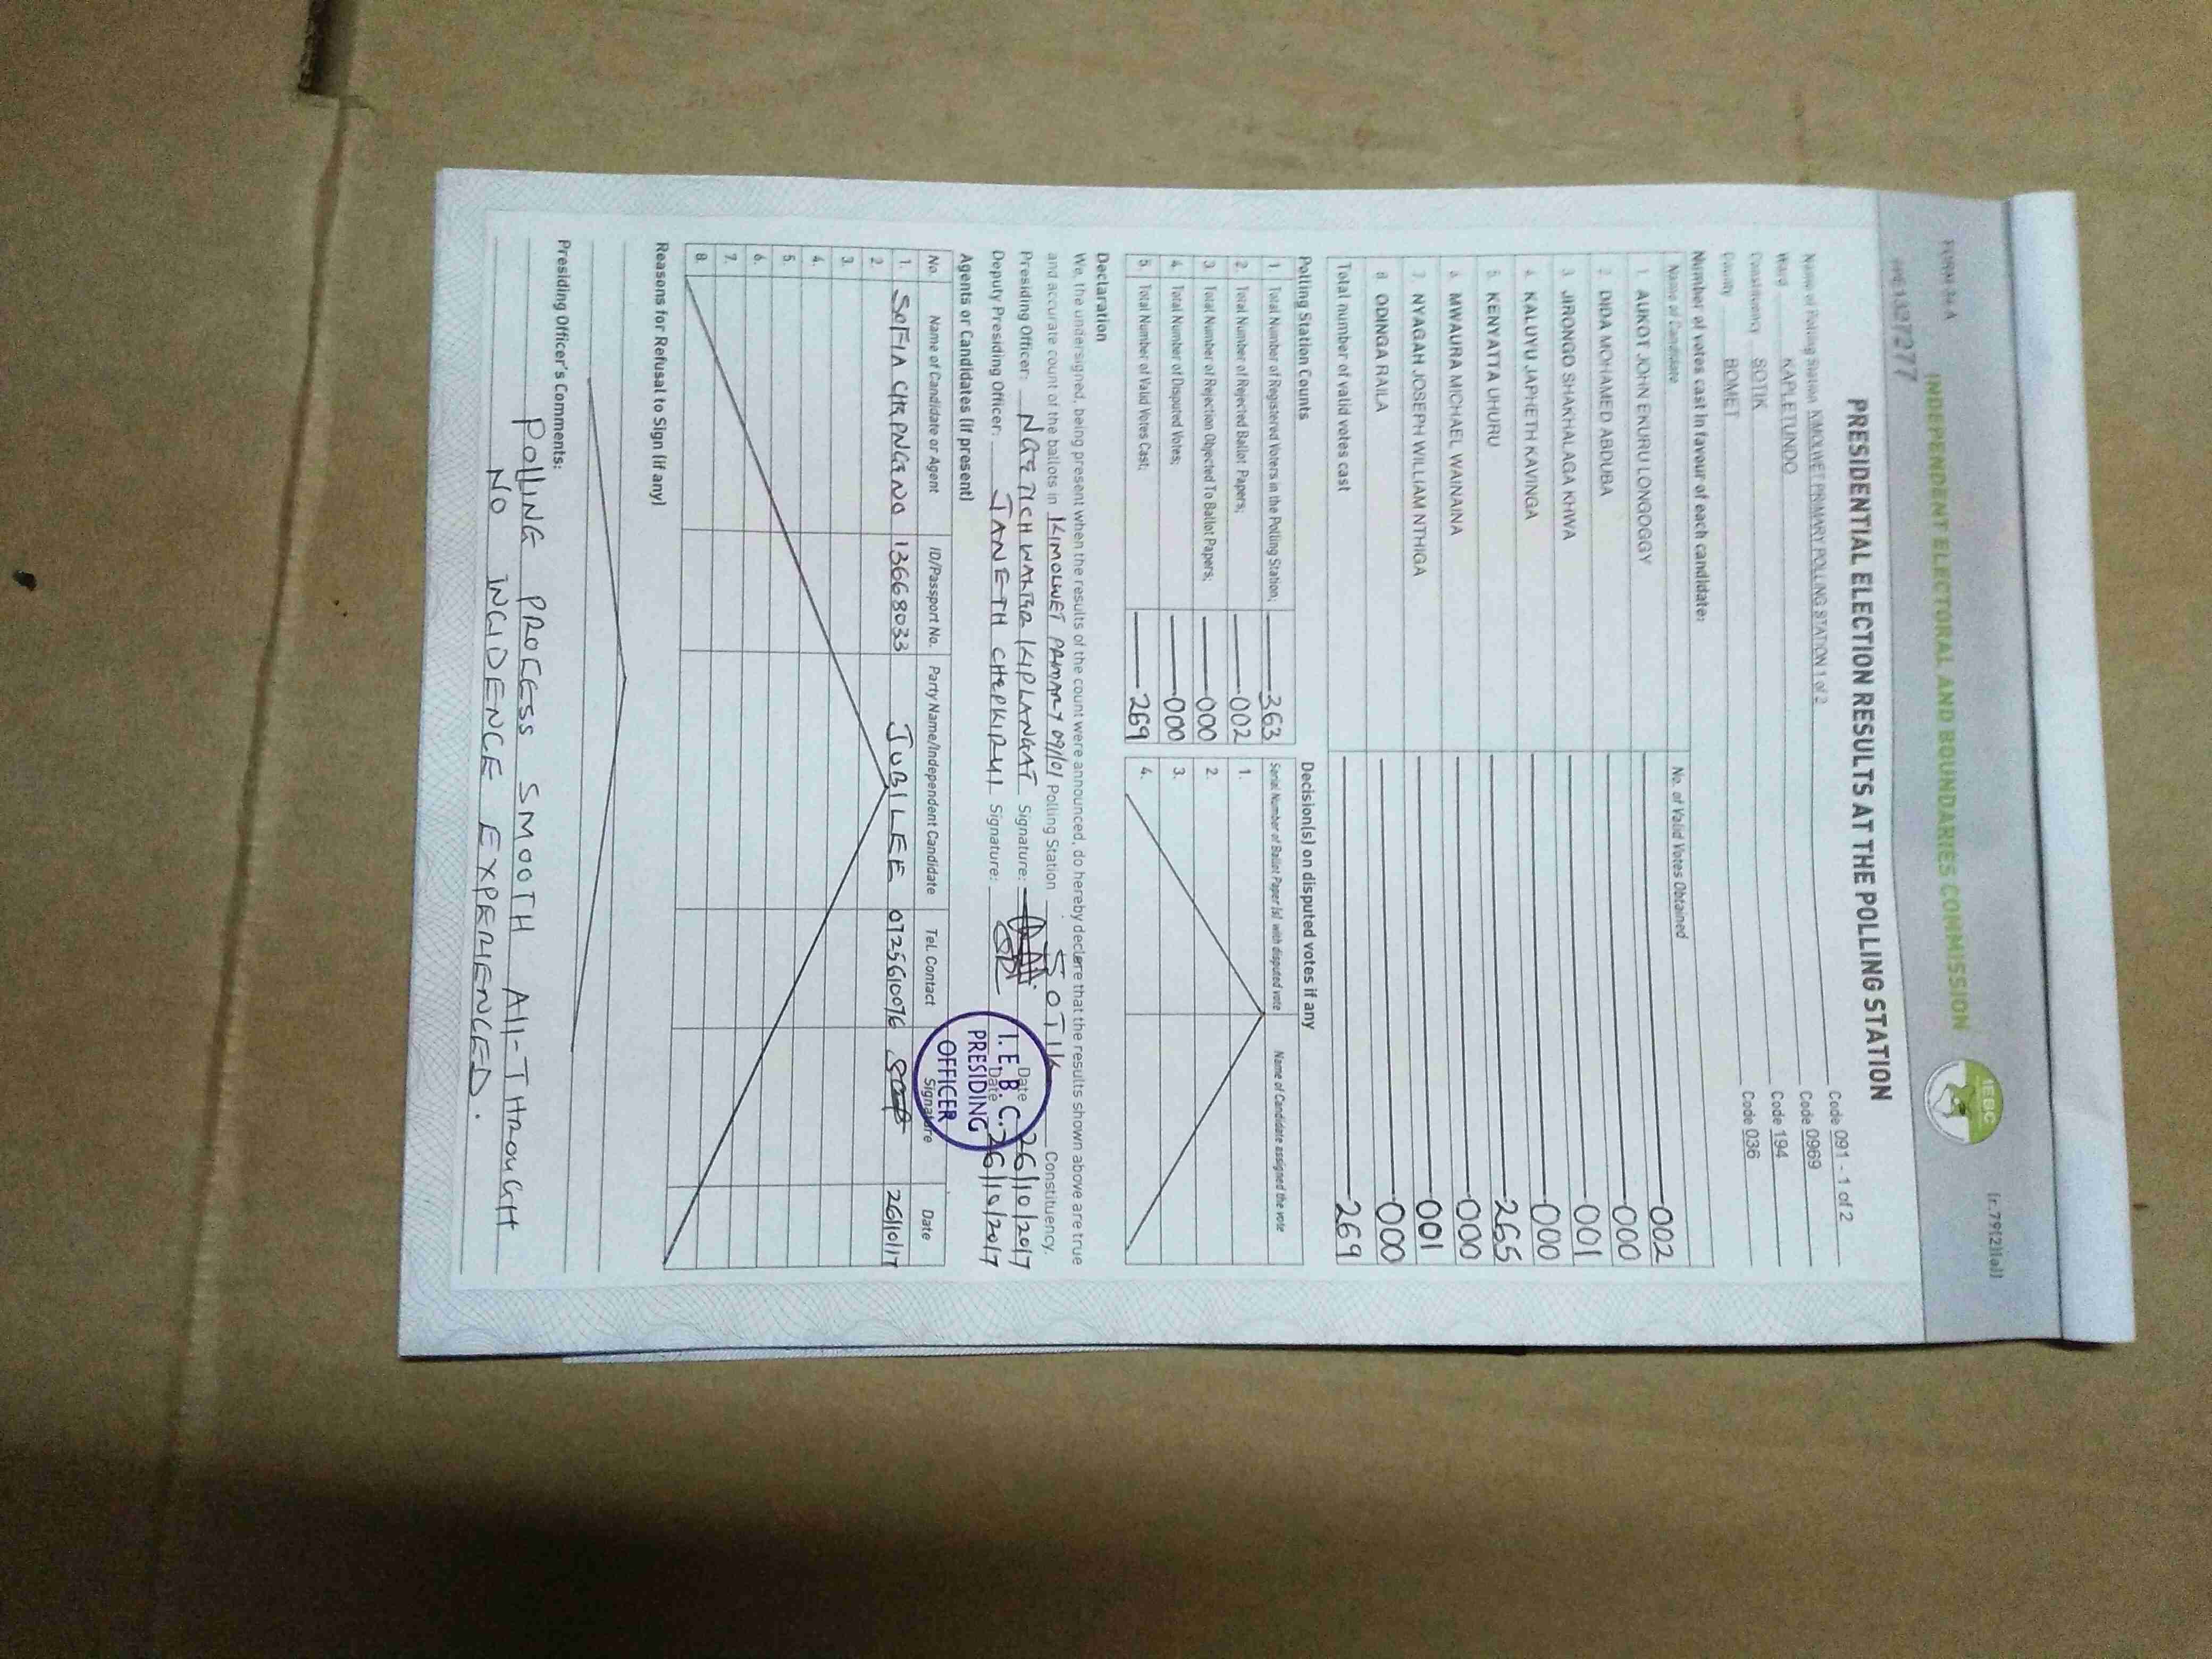 FORM 34 A
(r.79(2)(a))
INDEPENDENT ELECTORAL AND BOUNDARIES COMMISSION
IEBC
137277
PRESIDENTIAL ELECTION RESULTS AT THE POLLING STATION
Name of Polling Station KIMOLWET PRIMARY POLLING STATION 1 of 2 Code 091 - 1 of 2
Ward KAPLETUNDO Code 0969
Constituency SOTIK Code 194
County BOMET Code 036
Number of votes cast in favour of each candidate:
Name of Candidate No. of Valid Votes Obtained
1. AUKOT JOHN EKURU LONGOGGY 002
2. DIDA MOHAMED ABDUBA 000
3. JIRONGO SHAKHALAGA KHWA 001
4. KALUYU JAPHETH KAVINGA 000
5. KENYATTA UHURU 265
6. MWAURA MICHAEL WAINAINA 000
7. NYAGAH JOSEPH WILLIAM NTHIGA 001
8. ODINGA RAILA 000
Total number of valid votes cast 269
Polling Station Counts
1. Total Number of Registered Voters in the Polling Station; 363
2. Total Number of Rejected Ballot Papers; 002
3. Total Number of Rejection Objected To Ballot Papers; 000
4. Total Number of Disputed Votes; 000
5. Total Number of Valid Votes Cast; 269
Decision(s) on disputed votes if any
Serial Number of Ballot Paper(s) with disputed vote Name of Candidate assigned the vote
1.
2.
3.
4.
Declaration
We, the undersigned, being present when the results of the count were announced, do hereby declare that the results shown above are true
and accurate count of the ballots in KIMOLWET PRIMARY 091/01 Polling Station SOTIK Constituency.
Presiding Officer: NGETICH WALTER KIPLANGAT Signature: Date 26/10/2017
Deputy Presiding Officer: JANETH CHEPKIRUI Signature: Date 26/10/2017
I.E.B.C.
PRESIDING
OFFICER
Agents or Candidates (if present)
No. Name of Candidate or Agent ID/Passport No. Party Name/Independent Candidate Tel. Contact Signature Date
1. SOFIA CHEPNGENO 13668033 JUBILEE 0725610076 26/10/17
2.
3.
4.
5.
6.
7.
8.
Reasons for Refusal to Sign (if any)
Presiding Officer's Comments:
POLLING PROCESS SMOOTH All-THROUGH
NO INCIDENCE EXPERIENCED.